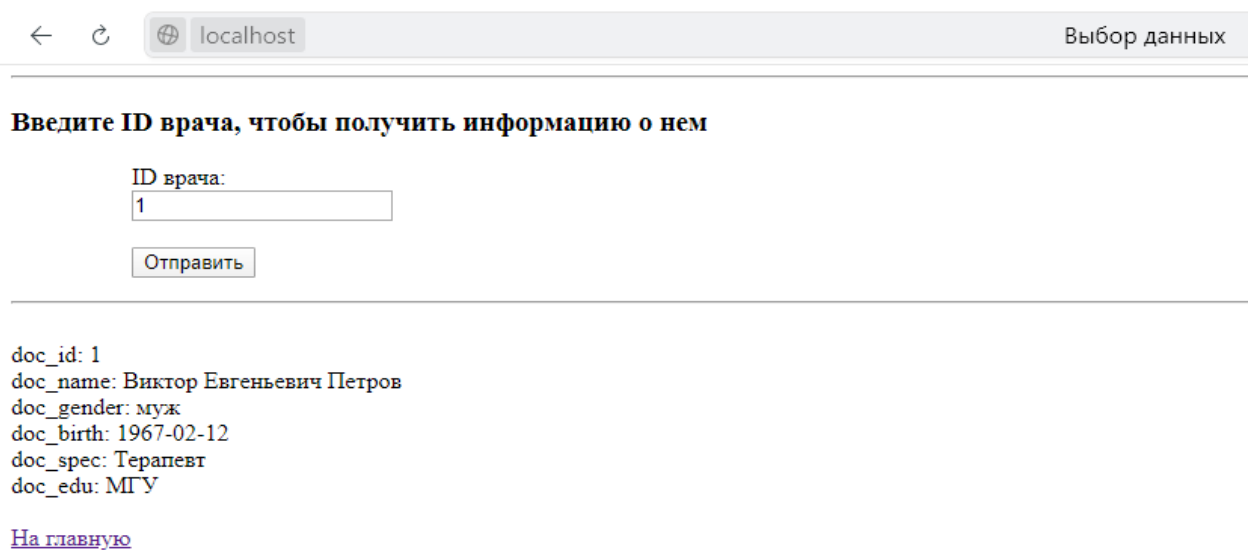 localhost
Выбор данных
Введите ID врача, чтобы получить информацию о нем
ID врача:
1
Отправить
doc_id: 1
doc_name: Виктор Евгеньевич Петров
doc_gender: муж
doc_birth: 1967-02-12
doc_spec: Терапевт
doc_edu: МГУ
На главную